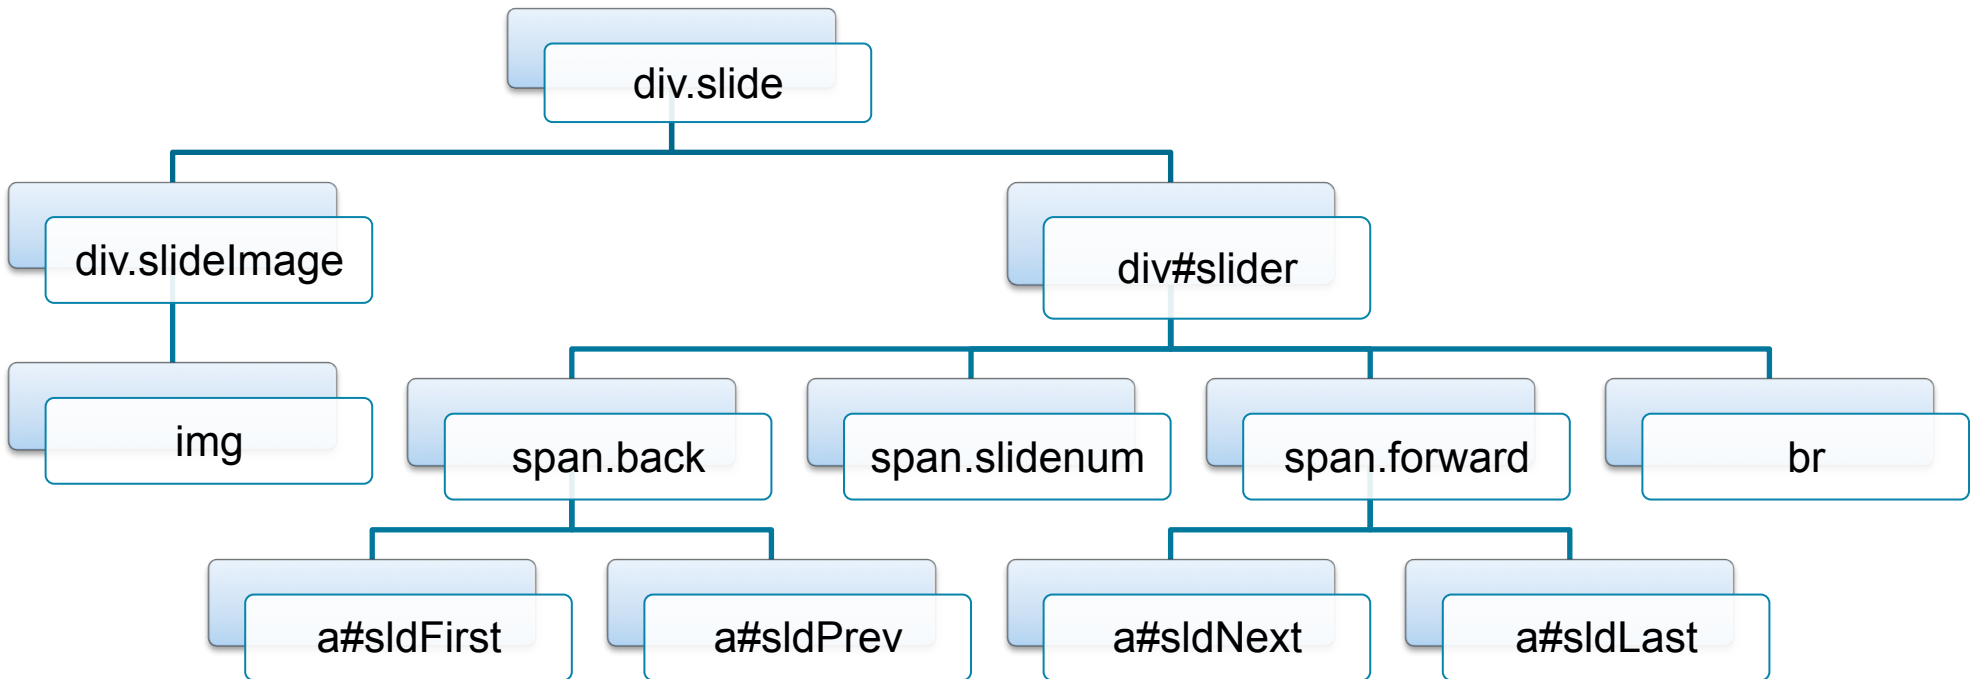 div.slide
div.slideImage
div#slider
img
span.back
span.slidenum
span.forward
br
a#sldFirst
a#sldPrev
a#sldNext
a#sldLast